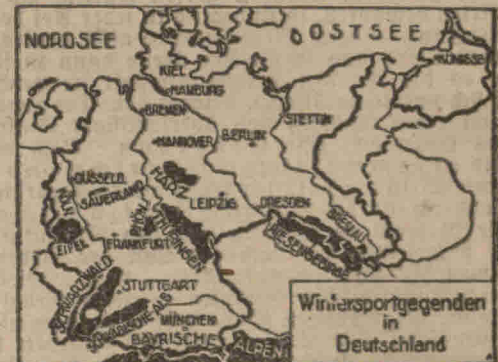 NORDSEE
OSTSEE
KIEL
HAMBURG
BREMEN
STETTIN
HANNOVER
BERLIN
DÜSSELD.
SAUERLAND
HARZ
KÖLN
LEIPZIG
DRESDEN
BRESLAU
RHÖN
THÜRINGEN
RIESENGEBIRGE
EIFEL
FRANKFURT
SCHWARZWALD
STUTTGART
SCHWÄBISCHE-ALB
MÜNCHEN
BAYRISCHE
ALPEN
Wintersportgegenden
in
Deutschland